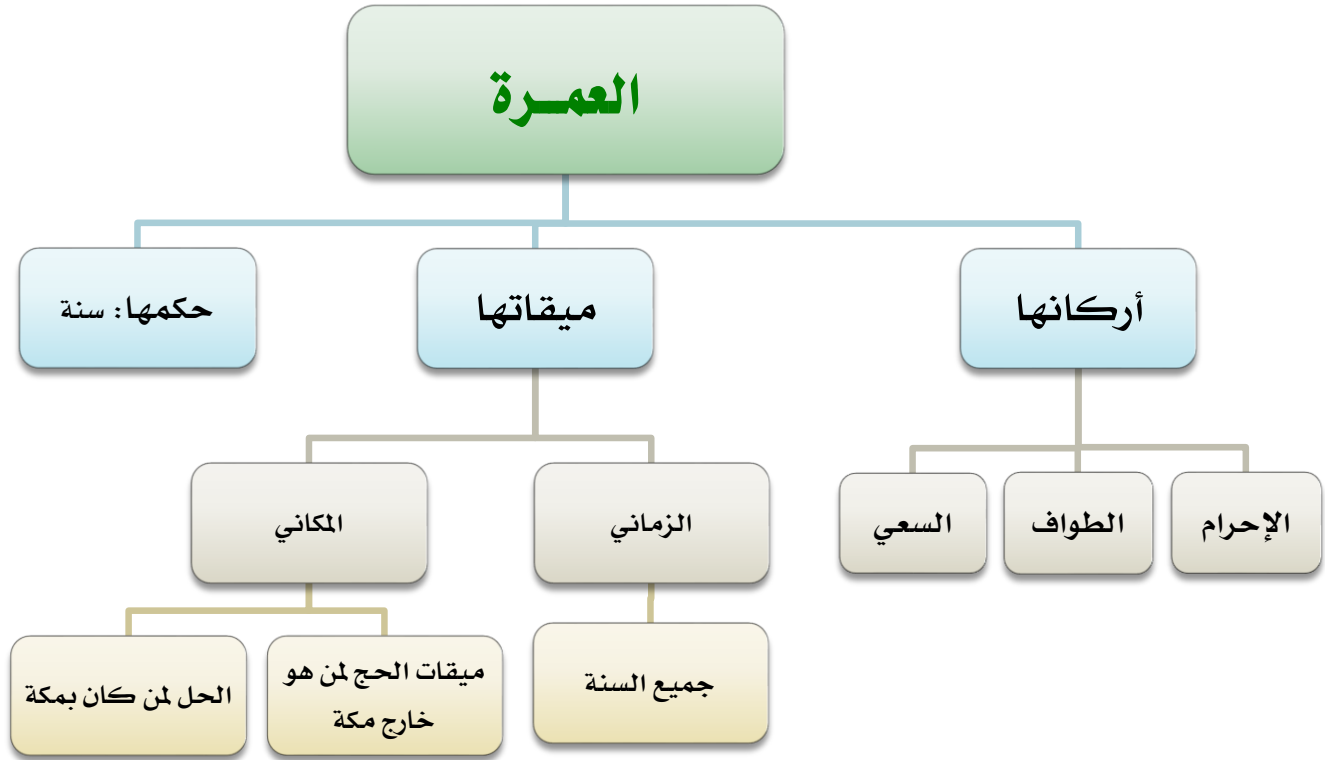 العمـرة
أركانها
ميقاتها
حكمها: سنة
الإحرام
الطواف
السعي
الزماني
المكاني
جميع السنة
ميقات الحج لمن هو
خارج مكة
الحل لمن كان بمكة